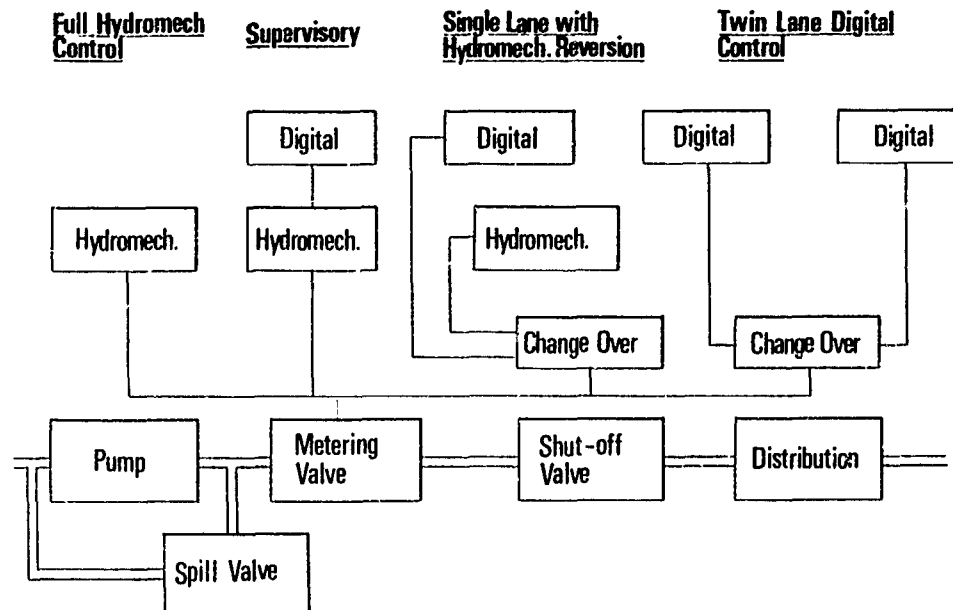 Full Hydromech
Control
Supervisory
Single Lane with
Hydromech. Reversion
Twin Lane Digital
Control
Digital
Digital
Digital
Digital
Hydromech.
Hydromech.
Hydromech.
Change Over
Change Over
Pump
Metering
Valve
Shut-off
Valve
Distribution
Spill Valve